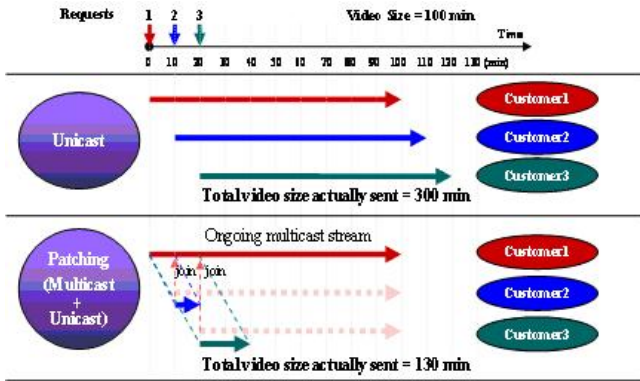 Requests 1 2 3 Video Size = 100 min
Time
0 10 20 30 40 50 60 70 80 90 100 110 120 130 (min)
Unicast
Customer1
Customer2
Customer3
Total video size actually sent = 300 min
Patching
(Multicast
+
Unicast)
Ongoing multicast stream
join join
Customer1
Customer2
Customer3
Total video size actually sent = 130 min